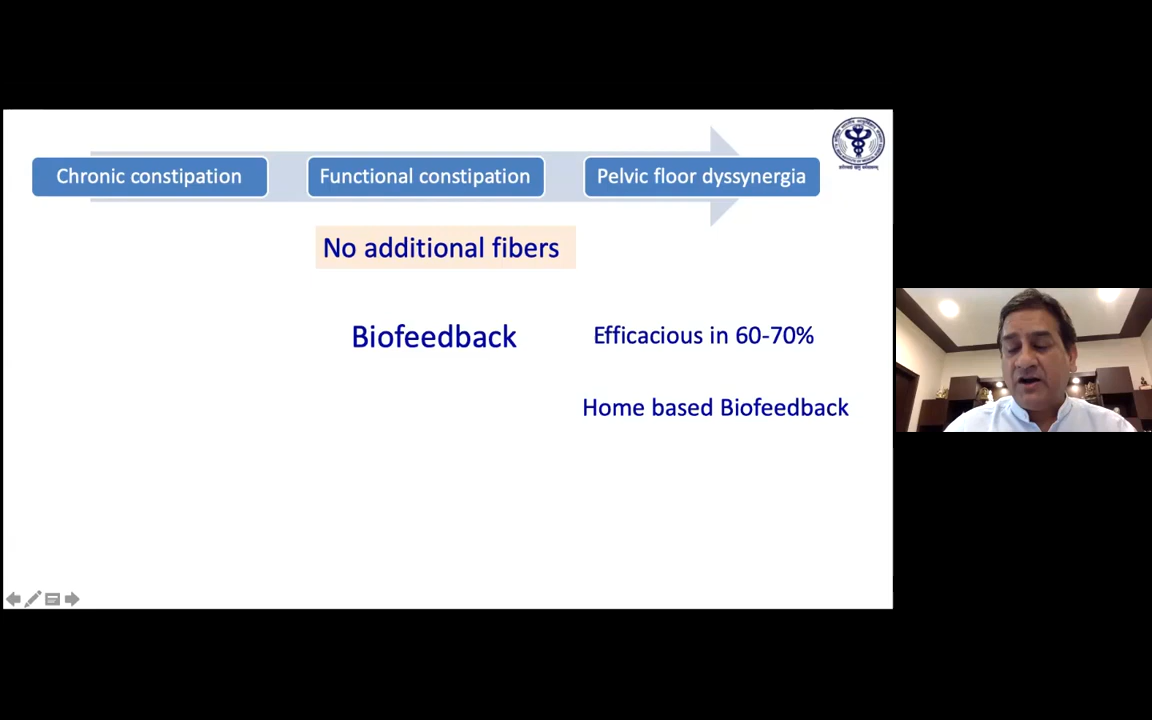 Chronic constipation
Functional constipation
Pelvic floor dyssynergia
No additional fibers
Biofeedback
Efficacious in 60-70%
Home based Biofeedback